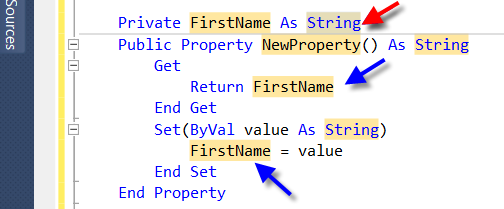 Sources
Private FirstName As String
Public Property NewProperty() As String
Get
Return FirstName
End Get
Set(ByVal value As String)
FirstName = value
End Set
End Property